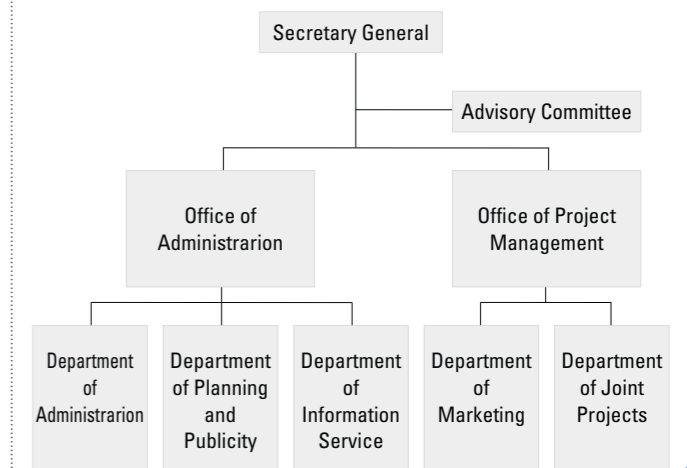 Secretary General
Advisory Committee
Office of
Administrarion
Office of Project
Management
Department
of
Administrarion
Department
of Planning
and
Publicity
Department
of
Information
Service
Department
of
Marketing
Department
of Joint
Projects